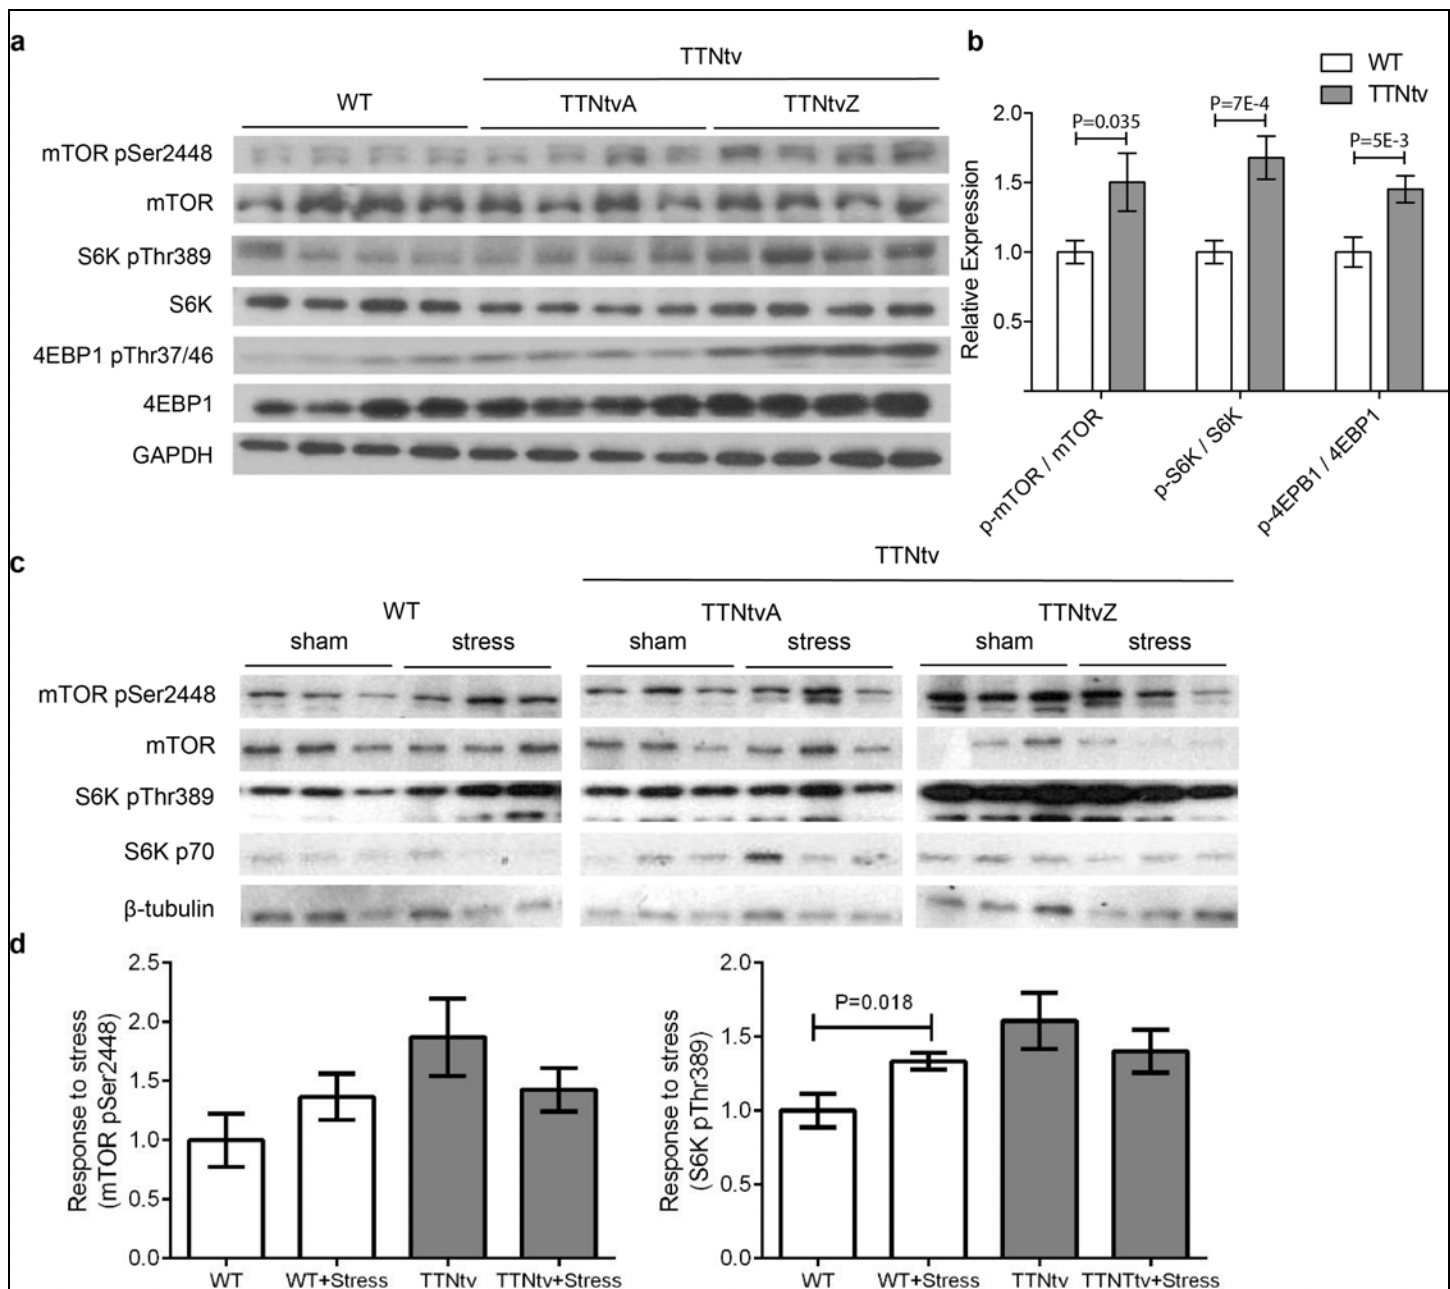 a
TTNtv
WT TTNtvA TTNtvZ
mTOR pSer2448
mTOR
S6K pThr389
S6K
4EBP1 pThr37/46
4EBP1
GAPDH
b
WT
TTNtv
P=0.035 P=7E-4 P=5E-3
2.0
1.5
1.0
0.5
Relative Expression
p-mTOR / mTOR
p-S6K / S6K
p-4EPB1 / 4EBP1
c
TTNtv
WT TTNtvA TTNtvZ
sham stress sham stress sham stress
mTOR pSer2448
mTOR
S6K pThr389
S6K p70
β-tubulin
d
Response to stress
(mTOR pSer2448)
2.5
2.0
1.5
1.0
0.5
0.0
WT WT+Stress TTNtv TTNtv+Stress
Response to stress
(S6K pThr389)
2.0
1.5
1.0
0.5
0.0
P=0.018
WT WT+Stress TTNtv TTNTtv+Stress